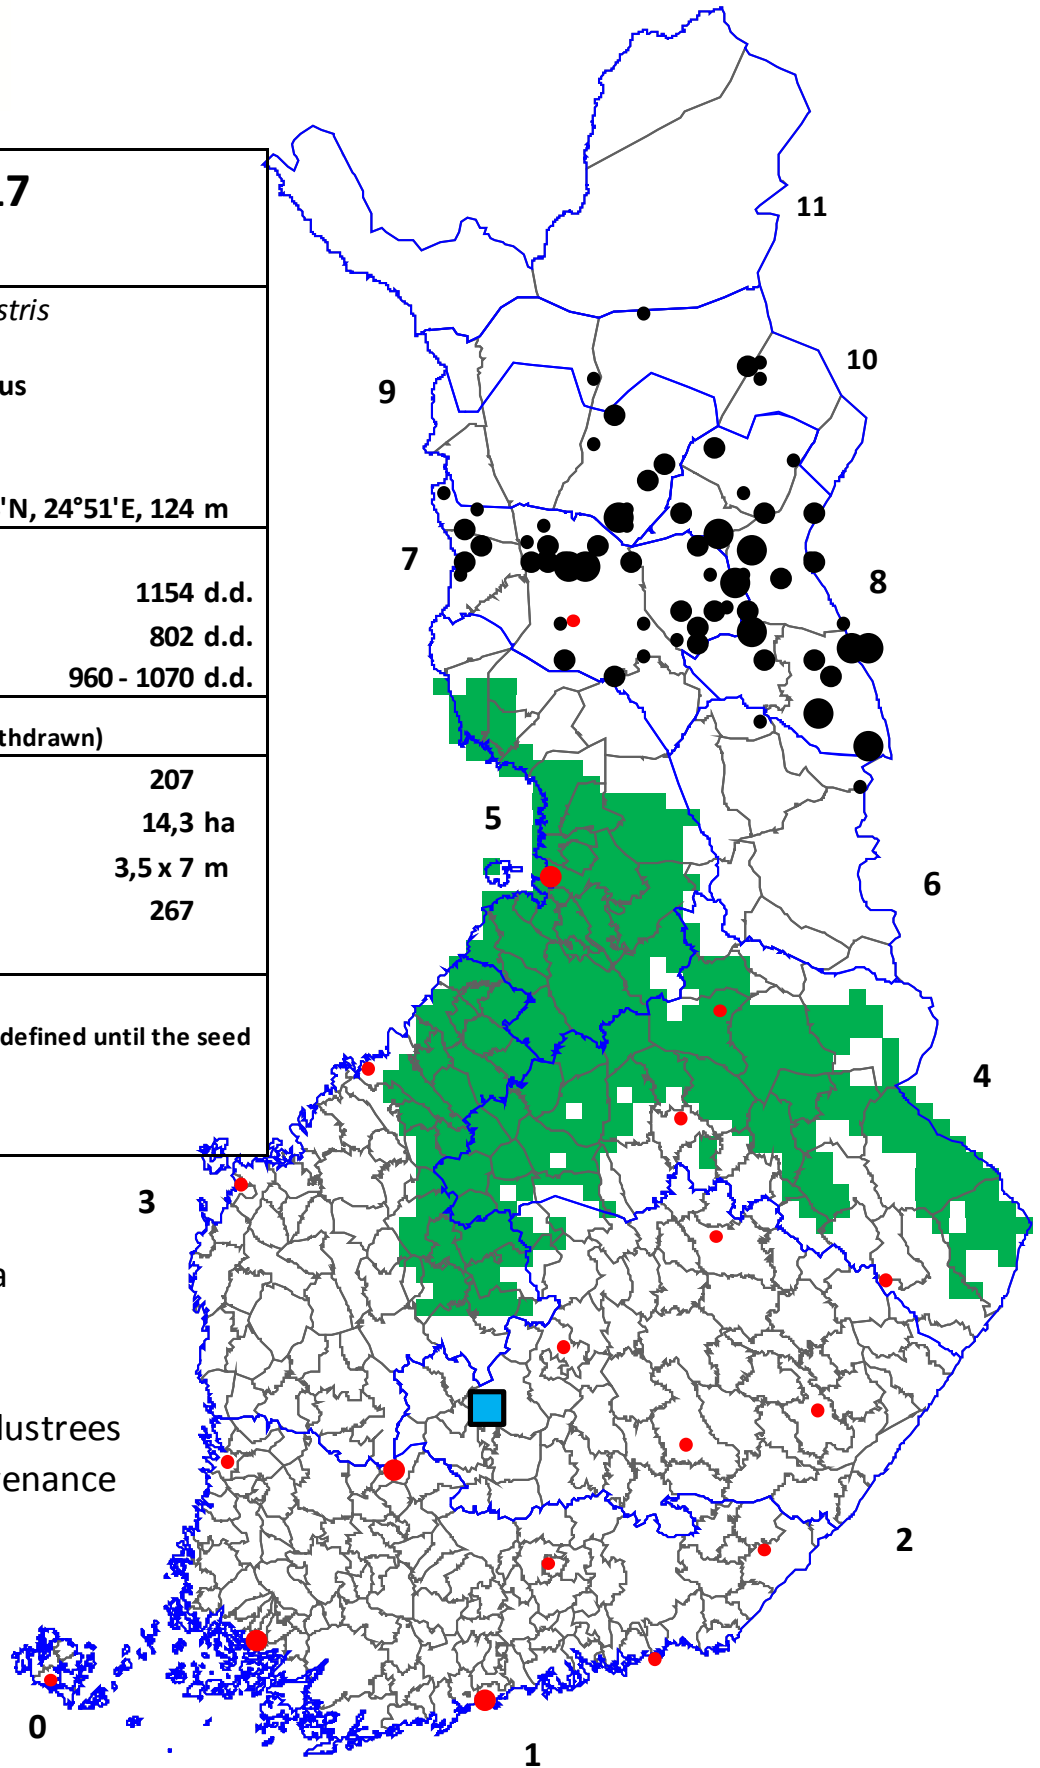 .7
stris
us
'N, 24°51'E, 124 m
1154 d.d.
802 d.d.
960 - 1070 d.d.
thdrawn)
207
14,3 ha
3,5 x 7 m
267
defined until the seed
a
lustrees
enance
11
10
9
7
8
5
6
4
3
2
0
1